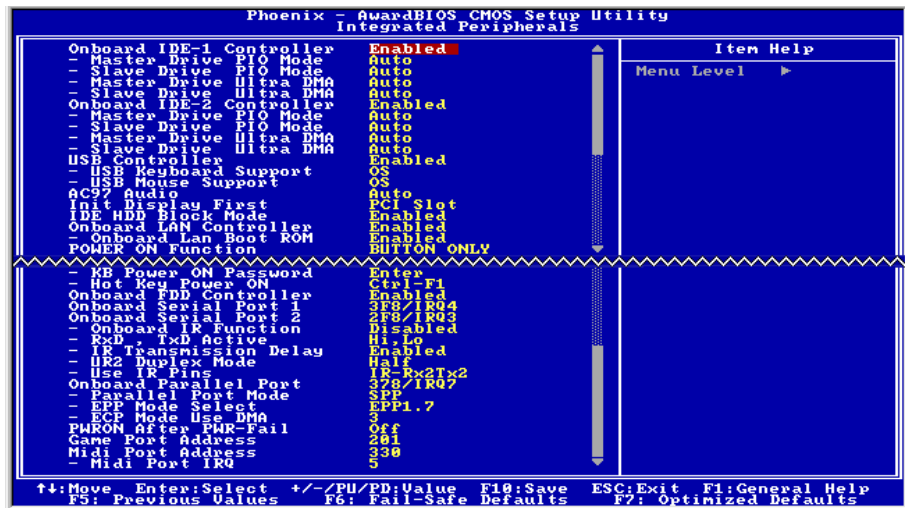 Phoenix - AwardBIOS CMOS Setup Utility
Integrated Peripherals
Onboard IDE-1 Controller Enabled
- Master Drive PIO Mode Auto
- Slave Drive PIO Mode Auto
- Master Drive Ultra DMA Auto
- Slave Drive Ultra DMA Auto
Onboard IDE-2 Controller Enabled
- Master Drive PIO Mode Auto
- Slave Drive PIO Mode Auto
- Master Drive Ultra DMA Auto
- Slave Drive Ultra DMA Auto
USB Controller Enabled
- USB Keyboard Support OS
- USB Mouse Support OS
AC97 Audio Auto
Init Display First PCI Slot
IDE HDD Block Mode Enabled
Onboard LAN Controller Enabled
- Onboard Lan Boot ROM Enabled
POWER ON Function BUTTON ONLY
- KB Power ON Password Enter
- Hot Key Power ON Ctrl-F1
Onboard FDD Controller Enabled
Onboard Serial Port 1 3F8/IRQ4
Onboard Serial Port 2 2F8/IRQ3
- Onboard IR Function Disabled
- RxD , TxD Active Hi,Lo
- IR Transmission Delay Enabled
- UR2 Duplex Mode Half
- Use IR Pins IR-Rx2Tx2
Onboard Parallel Port 378/IRQ7
- Parallel Port Mode SPP
- EPP Mode Select EPP1.7
- ECP Mode Use DMA 3
PWRON After PWR-Fail Off
Game Port Address 201
Midi Port Address 330
- Midi Port IRQ 5
Item Help
Menu Level ►
↑↓:Move Enter:Select +/-/PU/PD:Value F10:Save ESC:Exit F1:General Help
F5: Previous Values F6: Fail-Safe Defaults F7: Optimized Defaults